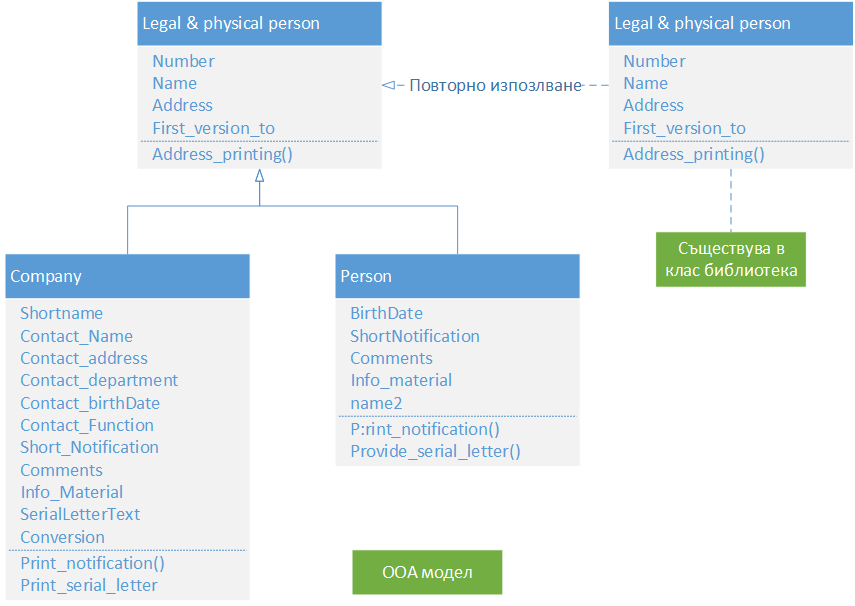 Legal & physical person
Number
Name
Address
First_version_to
Address_printing()
Повторно изпозлване
Legal & physical person
Number
Name
Address
First_version_to
Address_printing()
Съществува в
клас библиотека
Company
Shortname
Contact_Name
Contact_address
Contact_department
Contact_birthDate
Contact_Function
Short_Notification
Comments
Info_Material
SerialLetterText
Conversion
Print_notification()
Print_serial_letter
Person
BirthDate
ShortNotification
Comments
Info_material
name2
P:rint_notification()
Provide_serial_letter()
ООА модел